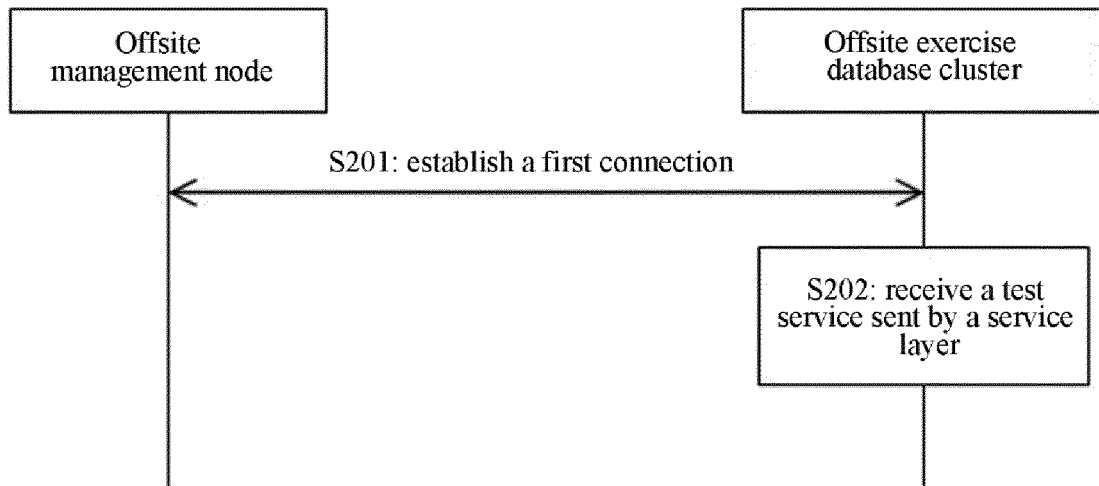 Offsite
management node
Offsite exercise
database cluster
S201: establish a first connection
S202: receive a test
service sent by a service
layer